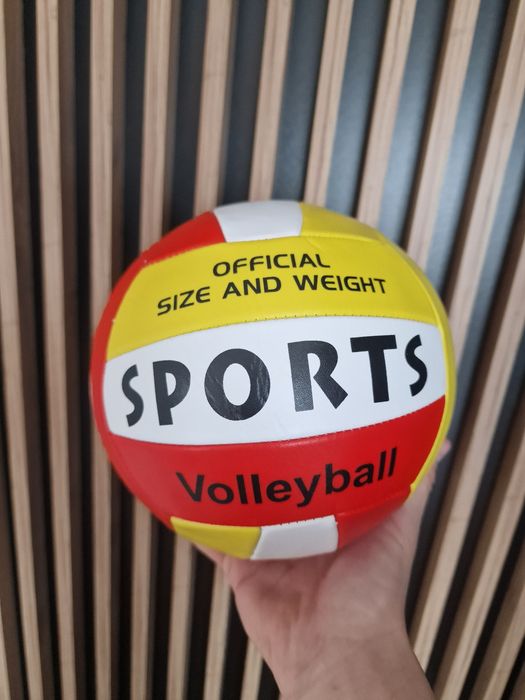 OFFICIAL
SIZE AND WEIGHT
SPORTS
Volleyball